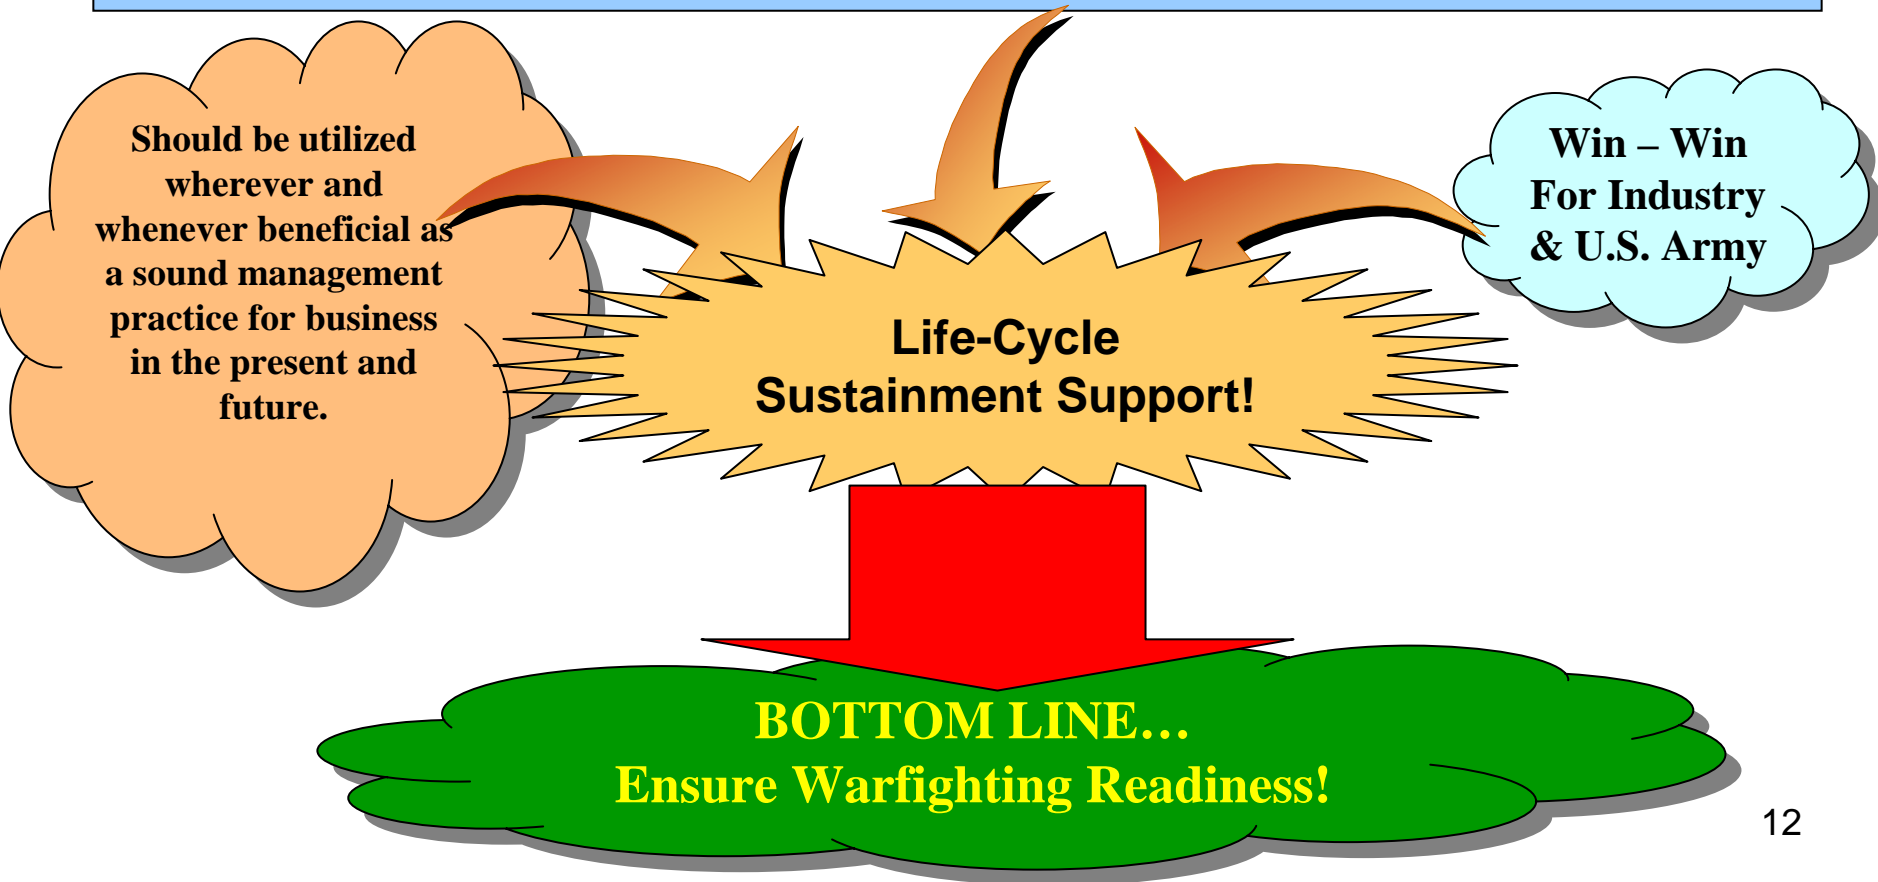 Should be utilized
wherever and
whenever beneficial as
a sound management
practice for business
in the present and
future.
Win – Win
For Industry
& U.S. Army
Life-Cycle
Sustainment Support!
BOTTOM LINE…
Ensure Warfighting Readiness!
12